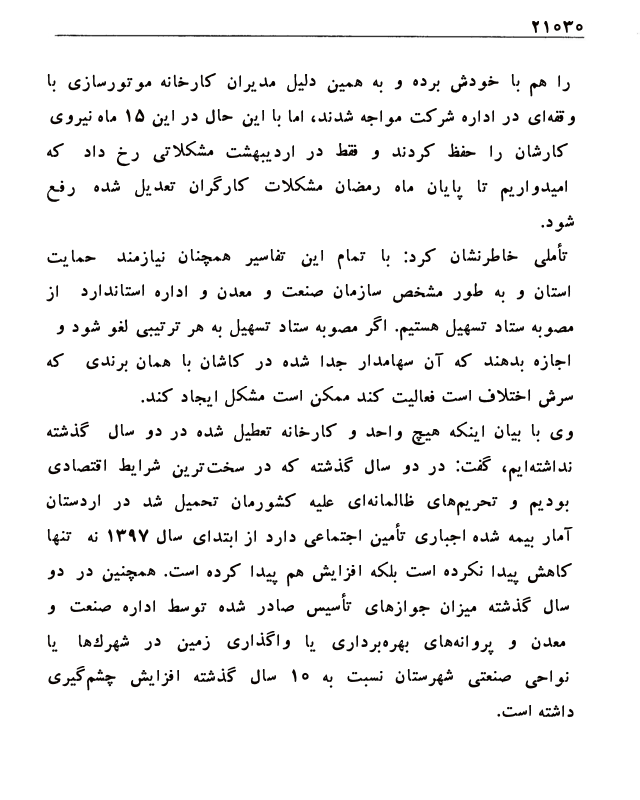 ۲۱۰۳۰
را هم با خودش برده و به همین دلیل مدیران کارخانه موتورسازی با
وقفه‌ای در اداره شرکت مواجه شدند، اما با این حال در این ۱۵ ماه نیروی
کارشان را حفظ کردند و فقط در اردیبهشت مشکلاتی رخ داد که
امیدواریم تا پایان ماه رمضان مشکلات کارگران تعدیل شده رفع
شود.
تأملی خاطرنشان کرد: با تمام این تفاسیر همچنان نیازمند حمایت
استان و به طور مشخص سازمان صنعت و معدن و اداره استاندارد از
مصوبه ستاد تسهیل هستیم. اگر مصوبه ستاد تسهیل به هر ترتیبی لغو شود و
اجازه بدهند که آن سهامدار جدا شده در کاشان با همان برندی که
سرش اختلاف است فعالیت کند ممکن است مشکل ایجاد کند.
وی با بیان اینکه هیچ واحد و کارخانه تعطیل شده در دو سال گذشته
نداشته‌ایم، گفت: در دو سال گذشته که در سخت‌ترین شرایط اقتصادی
بودیم و تحریم‌های ظالمانه‌ای علیه کشورمان تحمیل شد در اردستان
آمار بیمه شده اجباری تأمین اجتماعی دارد از ابتدای سال ۱۳۹۷ نه تنها
کاهش پیدا نکرده است بلکه افزایش هم پیدا کرده است. همچنین در دو
سال گذشته میزان جوازهای تأسیس صادر شده توسط اداره صنعت و
معدن و پروانه‌های بهره‌برداری یا واگذاری زمین در شهرك‌ها یا
نواحی صنعتی شهرستان نسبت به ۱۰ سال گذشته افزایش چشم‌گیری
داشته است.